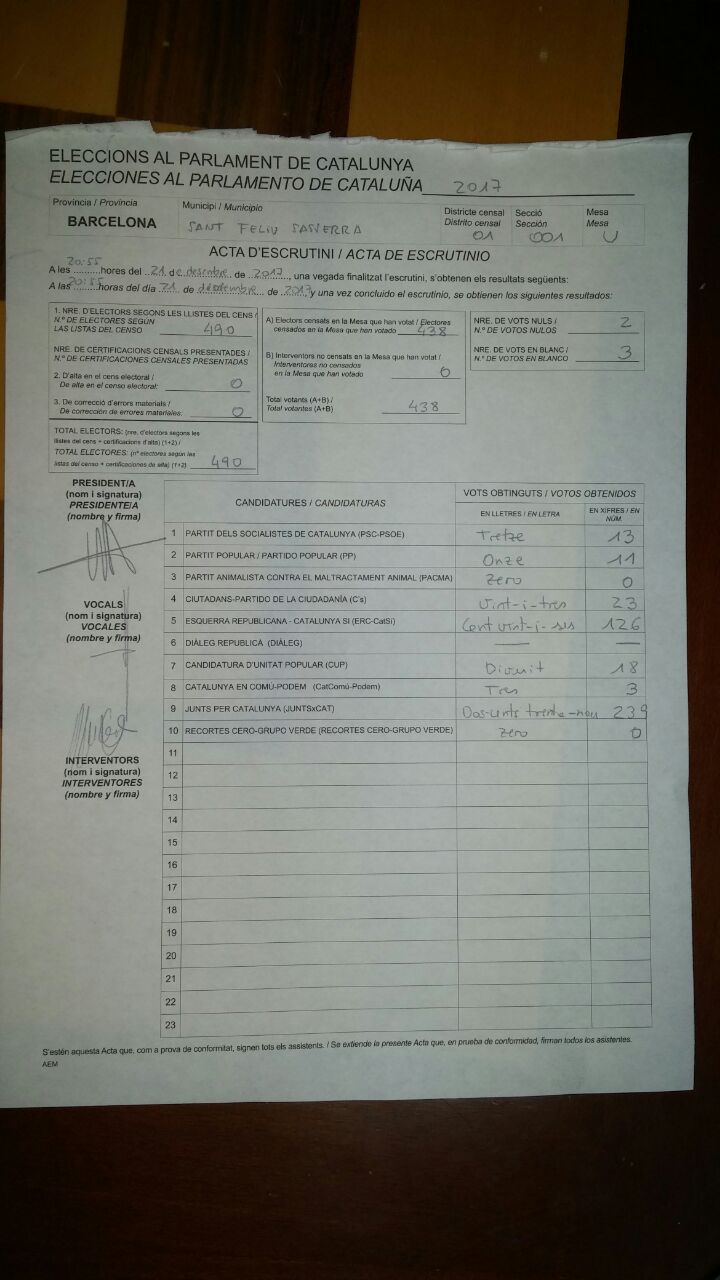 ELECCIONS AL PARLAMENT DE CATALUNYA
ELECCIONES AL PARLAMENTO DE CATALUÑA 2017
Província / Provincia
BARCELONA
Municipi / Municipio
SANT FELIU SASSERRA
Districte censal
Distrito censal
01
Secció
Sección
001
Mesa
Mesa
U
ACTA D'ESCRUTINI / ACTA DE ESCRUTINIO
A les 20:55 hores del 21 de desembre de 2017, una vegada finalitzat l'escrutini, s'obtenen els resultats següents:
A las 20:55 horas del día 21 de desembre de 2017 y una vez concluido el escrutinio, se obtienen los siguientes resultados:
1. NRE. D'ELECTORS SEGONS LES LLISTES DEL CENS /
N.º DE ELECTORES SEGÚN
LAS LISTAS DEL CENSO 490
NRE. DE CERTIFICACIONS CENSALS PRESENTADES /
N.º DE CERTIFICACIONES CENSALES PRESENTADAS
2. D'alta en el cens electoral /
De alta en el censo electoral: 0
3. De correcció d'errors materials /
De corrección de errores materiales: 0
TOTAL ELECTORS: (nre. d'electors segons les
llistes del cens + certificacions d'alta) (1+2) /
TOTAL ELECTORES: (nº electores según las
listas del censo + certificaciones de alta) (1+2) 490
A) Electors censats en la Mesa que han votat / Electores
censados en la Mesa que han votado 438
B) Interventors no censats en la Mesa que han votat /
Interventores no censados
en la Mesa que han votado 0
Total votants (A+B) /
Total votantes (A+B) 438
NRE. DE VOTS NULS /
N.º DE VOTOS NULOS 2
NRE. DE VOTS EN BLANC /
N.º DE VOTOS EN BLANCO 3
PRESIDENT/A
(nom i signatura)
PRESIDENTE/A
(nombre y firma)
VOCALS
(nom i signatura)
VOCALES
(nombre y firma)
INTERVENTORS
(nom i signatura)
INTERVENTORES
(nombre y firma)
CANDIDATURES / CANDIDATURAS
VOTS OBTINGUTS / VOTOS OBTENIDOS
EN LLETRES / EN LETRA
EN XIFRES / EN NÚM.
1 PARTIT DELS SOCIALISTES DE CATALUNYA (PSC-PSOE) Tretze 13
2 PARTIT POPULAR / PARTIDO POPULAR (PP) Onze 11
3 PARTIT ANIMALISTA CONTRA EL MALTRACTAMENT ANIMAL (PACMA) Zero 0
4 CIUTADANS-PARTIDO DE LA CIUDADANÍA (C's) Vint-i-tres 23
5 ESQUERRA REPUBLICANA - CATALUNYA SÍ (ERC-CatSí) Cent vint-i-sis 126
6 DIÀLEG REPUBLICÀ (DIÀLEG) — —
7 CANDIDATURA D'UNITAT POPULAR (CUP) Divuit 18
8 CATALUNYA EN COMÚ-PODEM (CatComú-Podem) Tres 3
9 JUNTS PER CATALUNYA (JUNTSxCAT) Dos-cents trenta-nou 239
10 RECORTES CERO-GRUPO VERDE (RECORTES CERO-GRUPO VERDE) Zero 0
11
12
13
14
15
16
17
18
19
20
21
22
23
S'estén aquesta Acta que, com a prova de conformitat, signen tots els assistents. / Se extiende la presente Acta que, en prueba de conformidad, firman todos los asistentes.
AEM